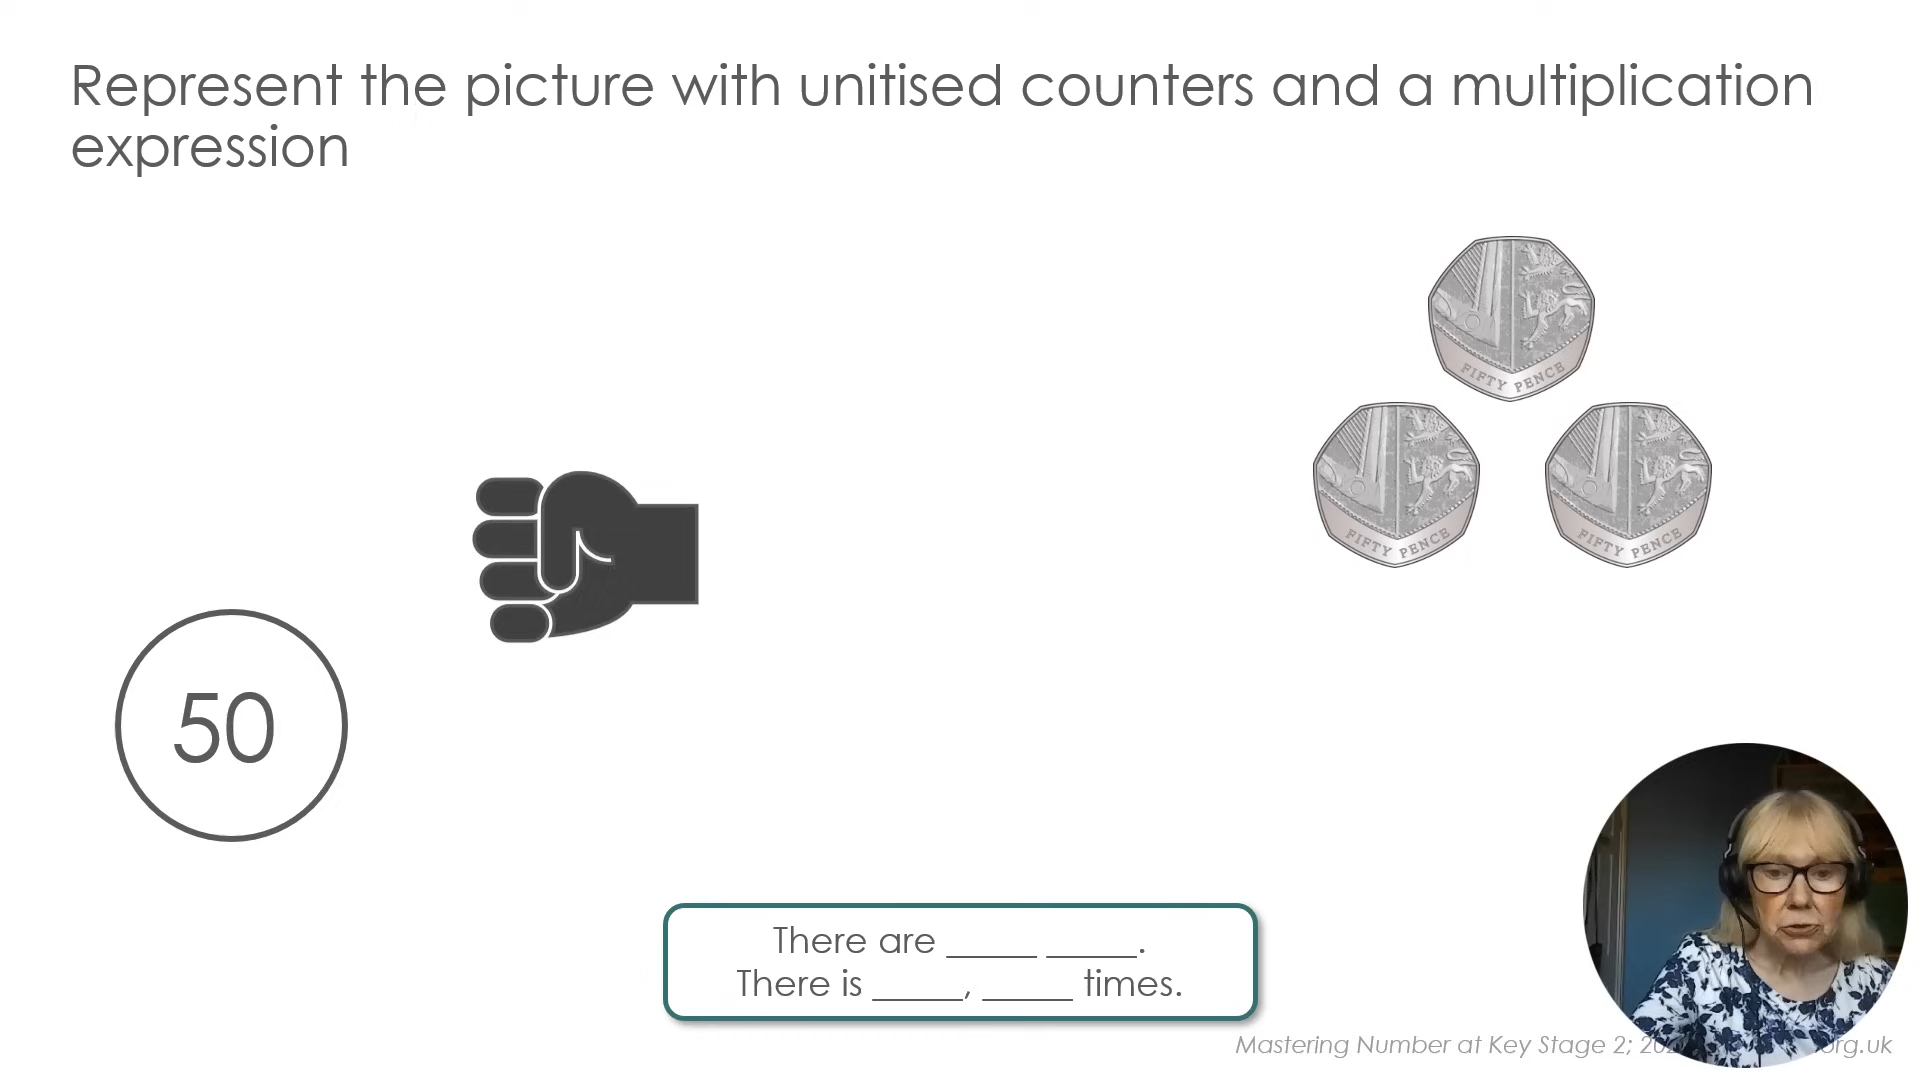 Represent the picture with unitised counters and a multiplication
expression
FIFTY PENCE
FIFTY PENCE
FIFTY PENCE
50
There are _____ _____.
There is _____, _____ times.
Mastering Number at Key Stage 2; org.uk